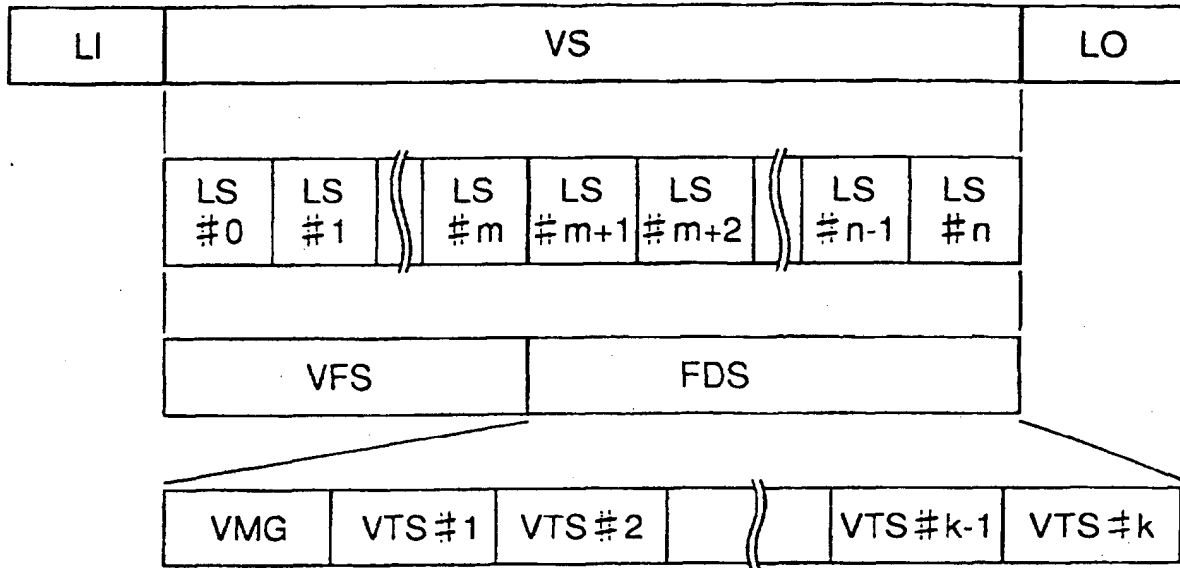 LI VS LO
LS LS LS LS LS LS LS
#0 #1 #m #m+1 #m+2 #n-1 #n
VFS FDS
VMG VTS#1 VTS#2 VTS#k-1 VTS#k